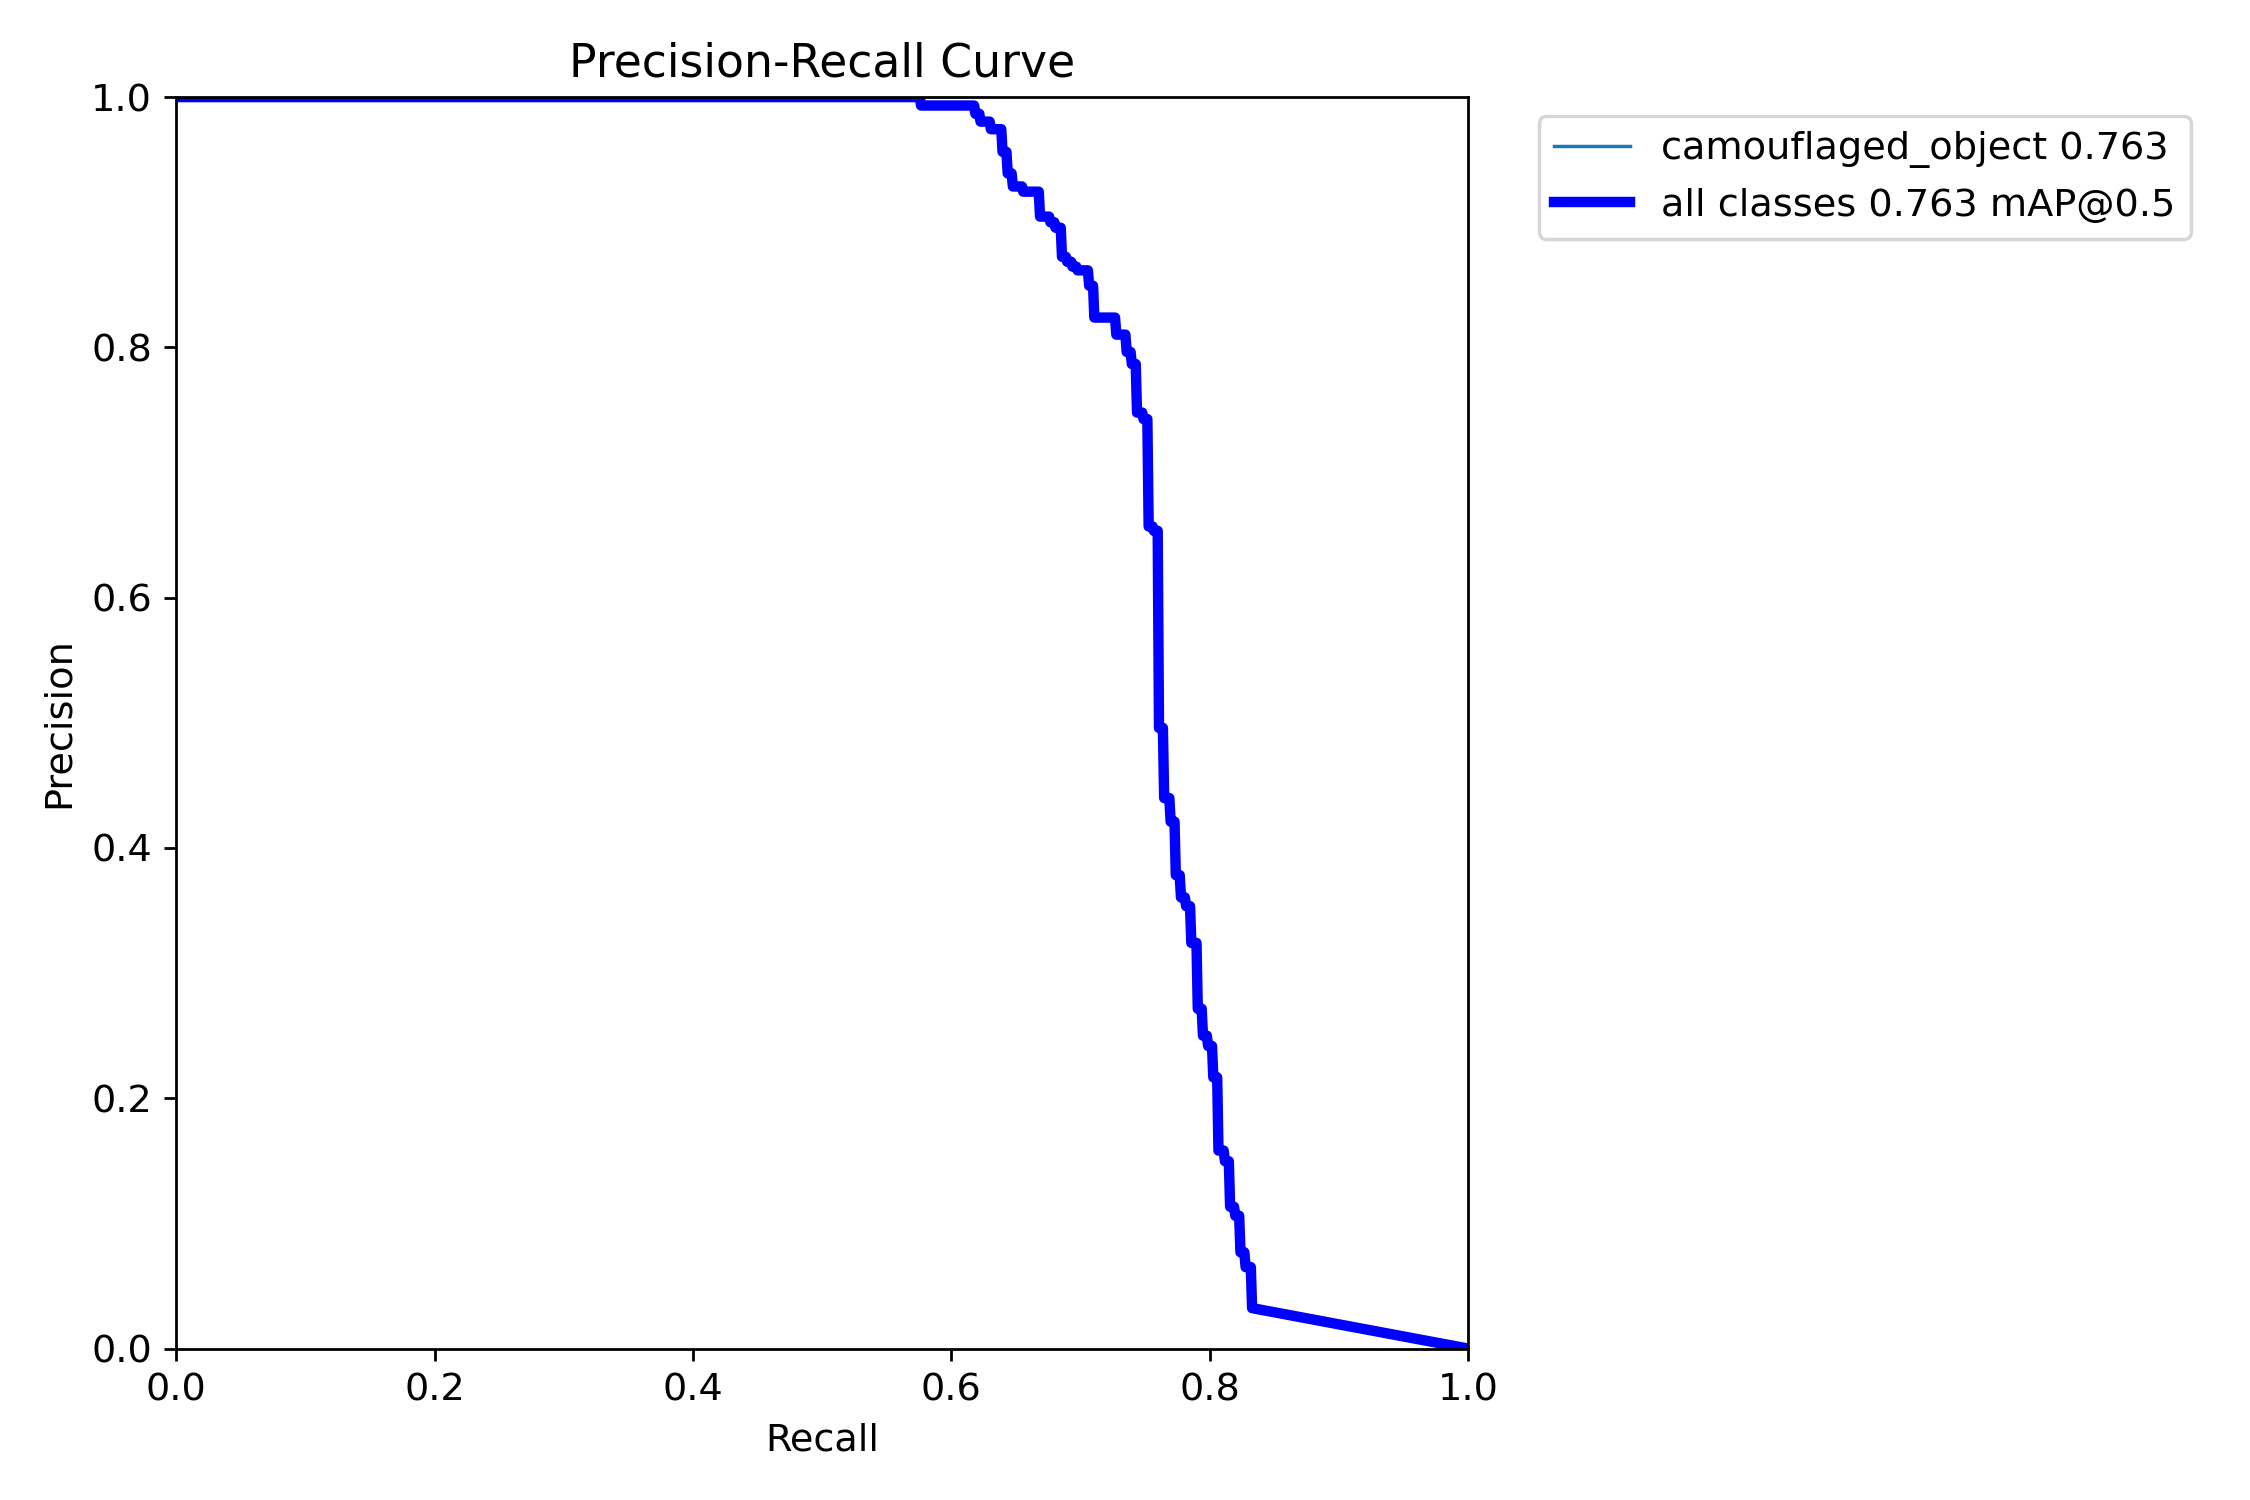 Precision-Recall Curve
1.0
0.8
0.6
0.4
0.2
0.0
Precision
0.0 0.2 0.4 0.6 0.8 1.0
Recall
camouflaged_object 0.763
all classes 0.763 mAP@0.5